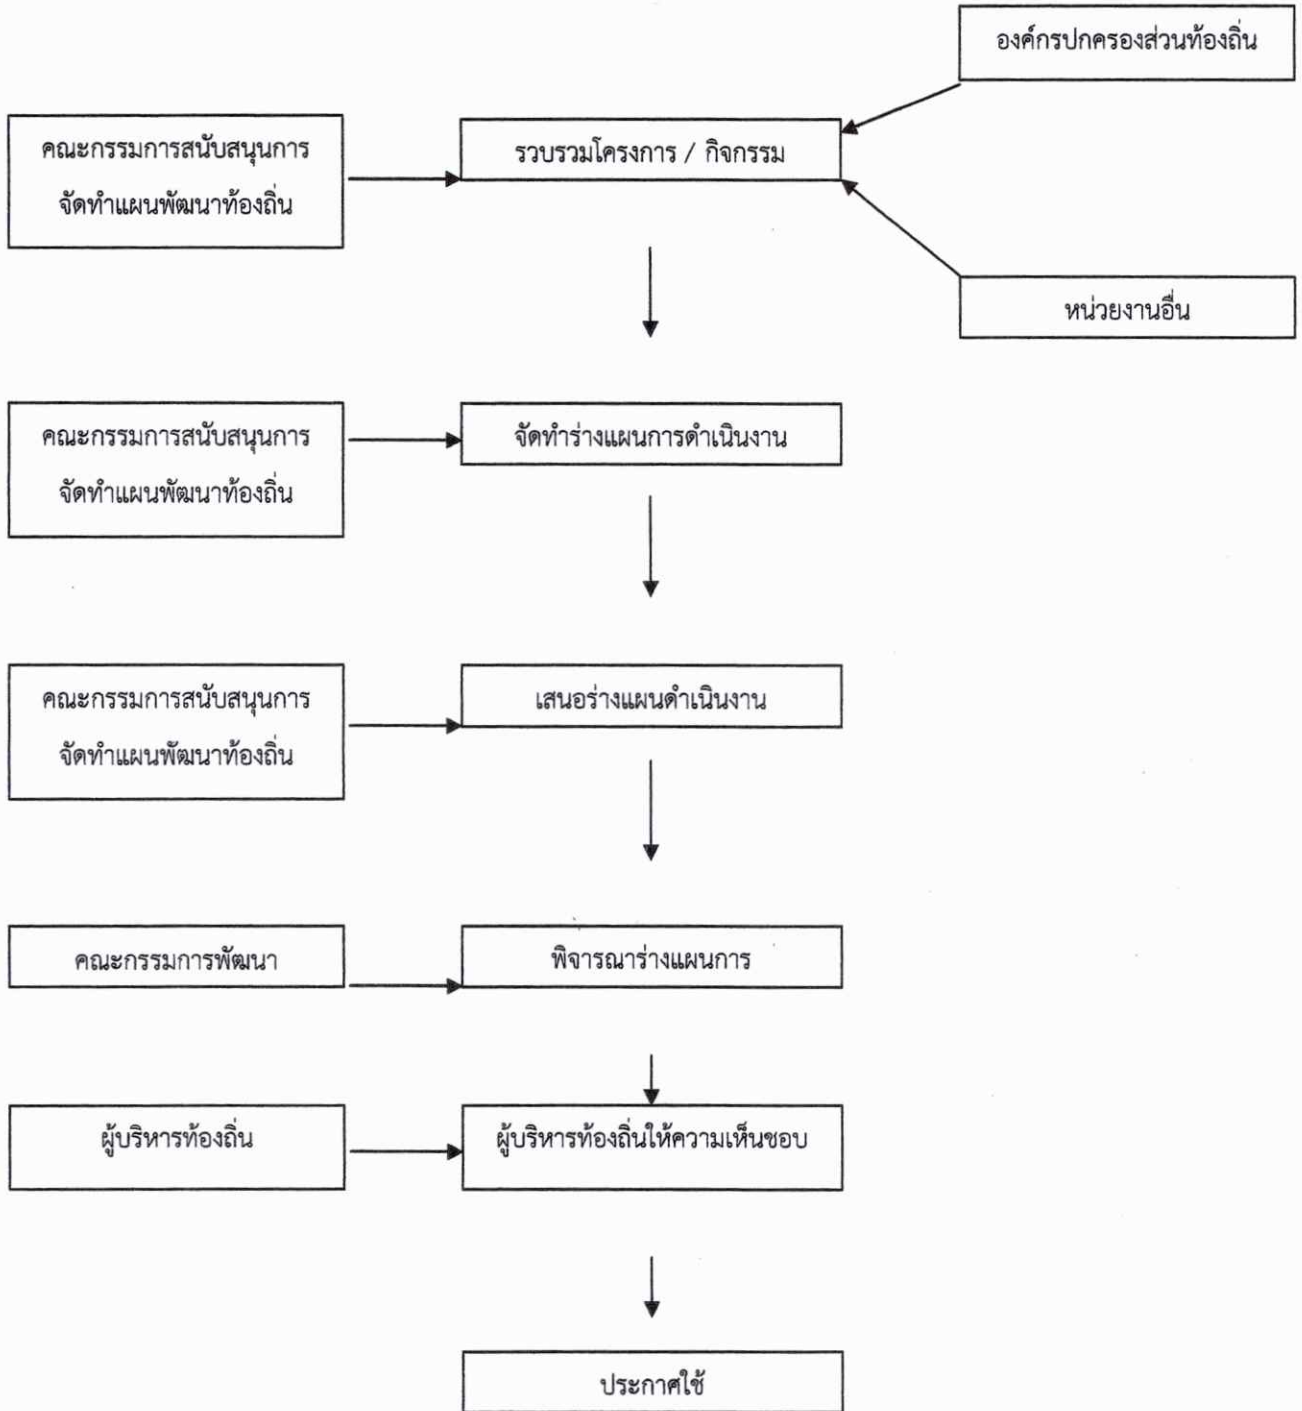 องค์กรปกครองส่วนท้องถิ่น
คณะกรรมการสนับสนุนการ
จัดทำแผนพัฒนาท้องถิ่น
รวบรวมโครงการ / กิจกรรม
หน่วยงานอื่น
คณะกรรมการสนับสนุนการ
จัดทำแผนพัฒนาท้องถิ่น
จัดทำร่างแผนการดำเนินงาน
คณะกรรมการสนับสนุนการ
จัดทำแผนพัฒนาท้องถิ่น
เสนอร่างแผนดำเนินงาน
คณะกรรมการพัฒนา
พิจารณาร่างแผนการ
ผู้บริหารท้องถิ่น
ผู้บริหารท้องถิ่นให้ความเห็นชอบ
ประกาศใช้